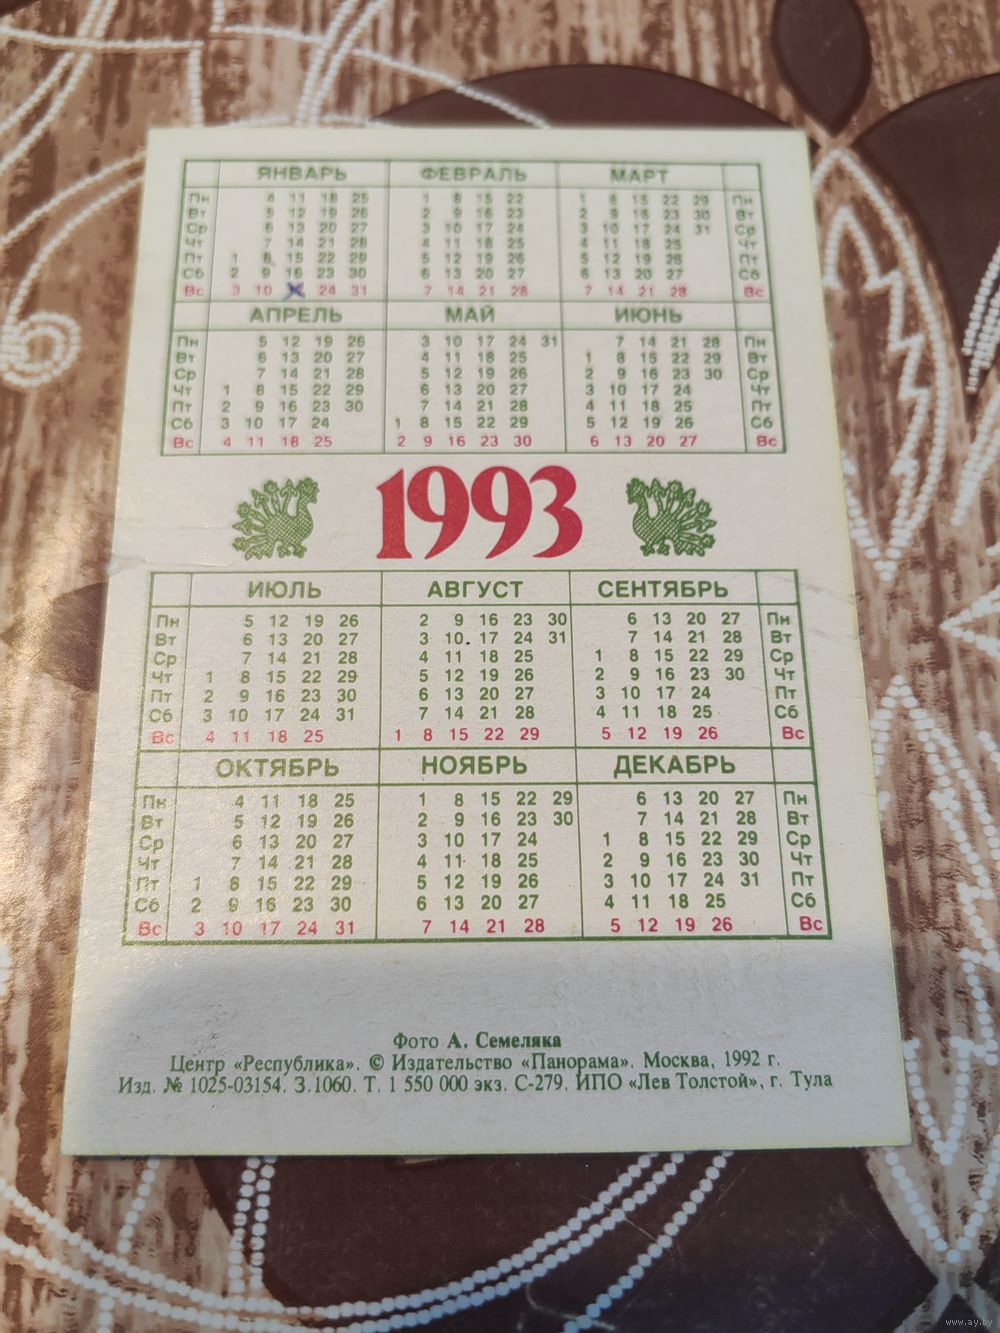 ЯНВАРЬ ФЕВРАЛЬ МАРТ
Пн 4 11 18 25 1 8 15 22 1 8 15 22 29 Пн
Вт 5 12 19 26 2 9 16 23 2 9 16 23 30 Вт
Ср 6 13 20 27 3 10 17 24 3 10 17 24 31 Ср
Чт 7 14 21 28 4 11 18 25 4 11 18 25 Чт
Пт 1 8 15 22 29 5 12 19 26 5 12 19 26 Пт
Сб 2 9 16 23 30 6 13 20 27 6 13 20 27 Сб
Вс 3 10 24 31 7 14 21 28 7 14 21 28 Вс
АПРЕЛЬ МАЙ ИЮНЬ
Пн 5 12 19 26 3 10 17 24 31 7 14 21 28 Пн
Вт 6 13 20 27 4 11 18 25 1 8 15 22 29 Вт
Ср 7 14 21 28 5 12 19 26 2 9 16 23 30 Ср
Чт 1 8 15 22 29 6 13 20 27 3 10 17 24 Чт
Пт 2 9 16 23 30 7 14 21 28 4 11 18 25 Пт
Сб 3 10 17 24 1 8 15 22 29 5 12 19 26 Сб
Вс 4 11 18 25 2 9 16 23 30 6 13 20 27 Вс
1993
ИЮЛЬ АВГУСТ СЕНТЯБРЬ
Пн 5 12 19 26 2 9 16 23 30 6 13 20 27 Пн
Вт 6 13 20 27 3 10 17 24 31 7 14 21 28 Вт
Ср 7 14 21 28 4 11 18 25 1 8 15 22 29 Ср
Чт 1 8 15 22 29 5 12 19 26 2 9 16 23 30 Чт
Пт 2 9 16 23 30 6 13 20 27 3 10 17 24 Пт
Сб 3 10 17 24 31 7 14 21 28 4 11 18 25 Сб
Вс 4 11 18 25 1 8 15 22 29 5 12 19 26 Вс
ОКТЯБРЬ НОЯБРЬ ДЕКАБРЬ
Пн 4 11 18 25 1 8 15 22 29 6 13 20 27 Пн
Вт 5 12 19 26 2 9 16 23 30 7 14 21 28 Вт
Ср 6 13 20 27 3 10 17 24 1 8 15 22 29 Ср
Чт 7 14 21 28 4 11 18 25 2 9 16 23 30 Чт
Пт 1 8 15 22 29 5 12 19 26 3 10 17 24 31 Пт
Сб 2 9 16 23 30 6 13 20 27 4 11 18 25 Сб
Вс 3 10 17 24 31 7 14 21 28 5 12 19 26 Вс
Фото А. Семеляка
Центр «Республика». © Издательство «Панорама». Москва, 1992 г.
Изд. № 1025-03154. З.1060. Т. 1 550 000 экз. С-279. ИПО «Лев Толстой», г. Тула
www.ay.by